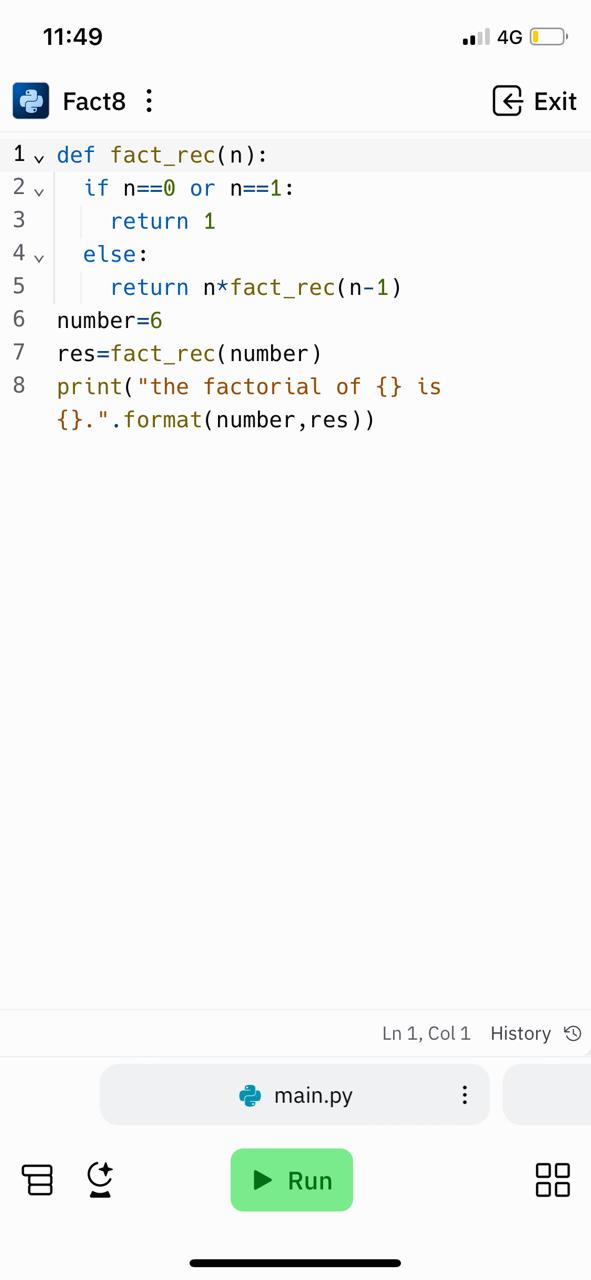 11:49 4G
Fact8 Exit
1 def fact_rec(n):
2 if n==0 or n==1:
3 return 1
4 else:
5 return n*fact_rec(n-1)
6 number=6
7 res=fact_rec(number)
8 print("the factorial of {} is
{}.".format(number,res))
Ln 1, Col 1 History
main.py
Run